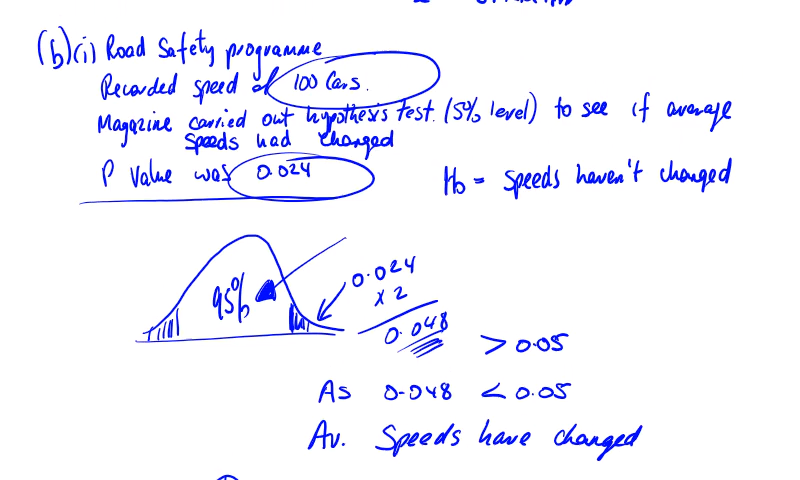 (b)(i) Road Safety programme
Recorded speed of 100 Cars.
Magazine carried out hypothesis test. (5% level) to see if average
speeds had changed
P Value was 0.024
H₀ = speeds haven't changed
95%
0.024
x 2
0.048
> 0.05
As 0.048 < 0.05
Av. Speeds have changed